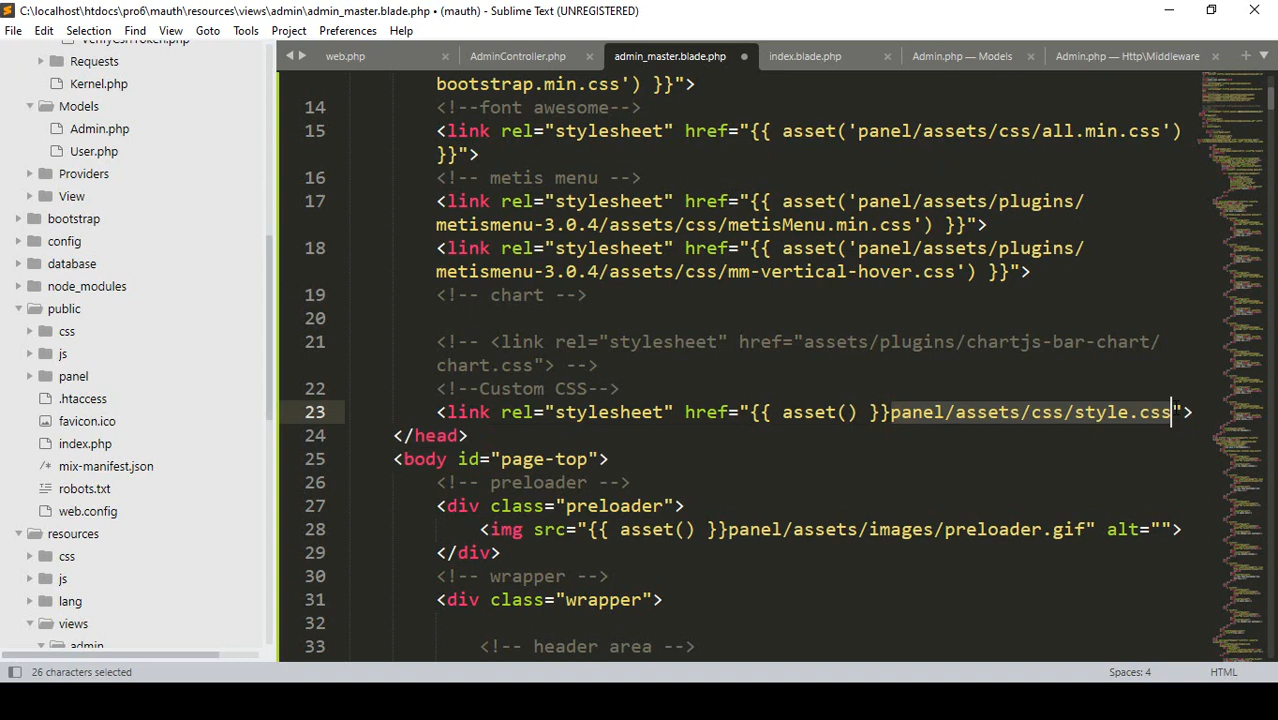 C:\localhost\htdocs\pro6\mauth\resources\views\admin\admin_master.blade.php • (mauth) - Sublime Text (UNREGISTERED)
File Edit Selection Find View Goto Tools Project Preferences Help
web.php AdminController.php admin_master.blade.php index.blade.php Admin.php — Models Admin.php — Http\Middleware
VerifyCsrfToken.php
Requests
Kernel.php
Models
Admin.php
User.php
Providers
View
bootstrap
config
database
node_modules
public
css
js
panel
.htaccess
favicon.ico
index.php
mix-manifest.json
robots.txt
web.config
resources
css
js
lang
views
admin
bootstrap.min.css') }}">
14 <!--font awesome-->
15 <link rel="stylesheet" href="{{ asset('panel/assets/css/all.min.css')
}}">
16 <!-- metis menu -->
17 <link rel="stylesheet" href="{{ asset('panel/assets/plugins/
metismenu-3.0.4/assets/css/metisMenu.min.css') }}">
18 <link rel="stylesheet" href="{{ asset('panel/assets/plugins/
metismenu-3.0.4/assets/css/mm-vertical-hover.css') }}">
19 <!-- chart -->
20
21 <!-- <link rel="stylesheet" href="assets/plugins/chartjs-bar-chart/
chart.css"> -->
22 <!--Custom CSS-->
23 <link rel="stylesheet" href="{{ asset() }}panel/assets/css/style.css">
24 </head>
25 <body id="page-top">
26 <!-- preloader -->
27 <div class="preloader">
28 <img src="{{ asset() }}panel/assets/images/preloader.gif" alt="">
29 </div>
30 <!-- wrapper -->
31 <div class="wrapper">
32
33 <!-- header area -->
26 characters selected Spaces: 4 HTML